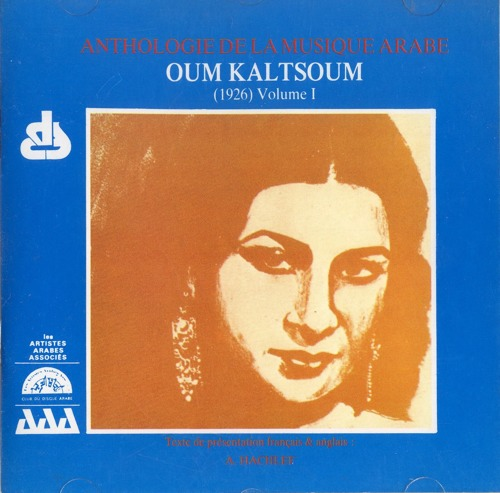 ANTHOLOGIE DE LA MUSIQUE ARABE
OUM KALTSOUM
(1926) Volume I
les
ARTISTES
ARABES
ASSOCIÉS
CLUB DU DISQUE ARABE
AAA
Texte de présentation français & anglais :
A. HACHLEF